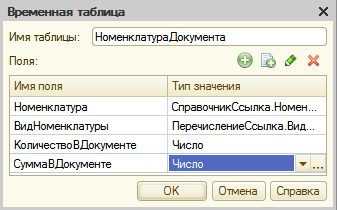 Временная таблица
Имя таблицы: НоменклатураДокумента
Поля:
Имя поля Тип значения
Номенклатура СправочникСсылка.Номен...
ВидНоменклатуры ПеречислениеСсылка.Вид...
КоличествоВДокументе Число
СуммаВДокументе Число ...
OK Отмена Справка